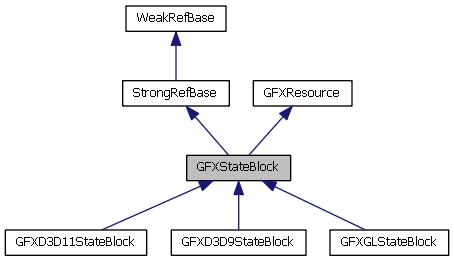 WeakRefBase
StrongRefBase
GFXResource
GFXStateBlock
GFXD3D11StateBlock
GFXD3D9StateBlock
GFXGLStateBlock